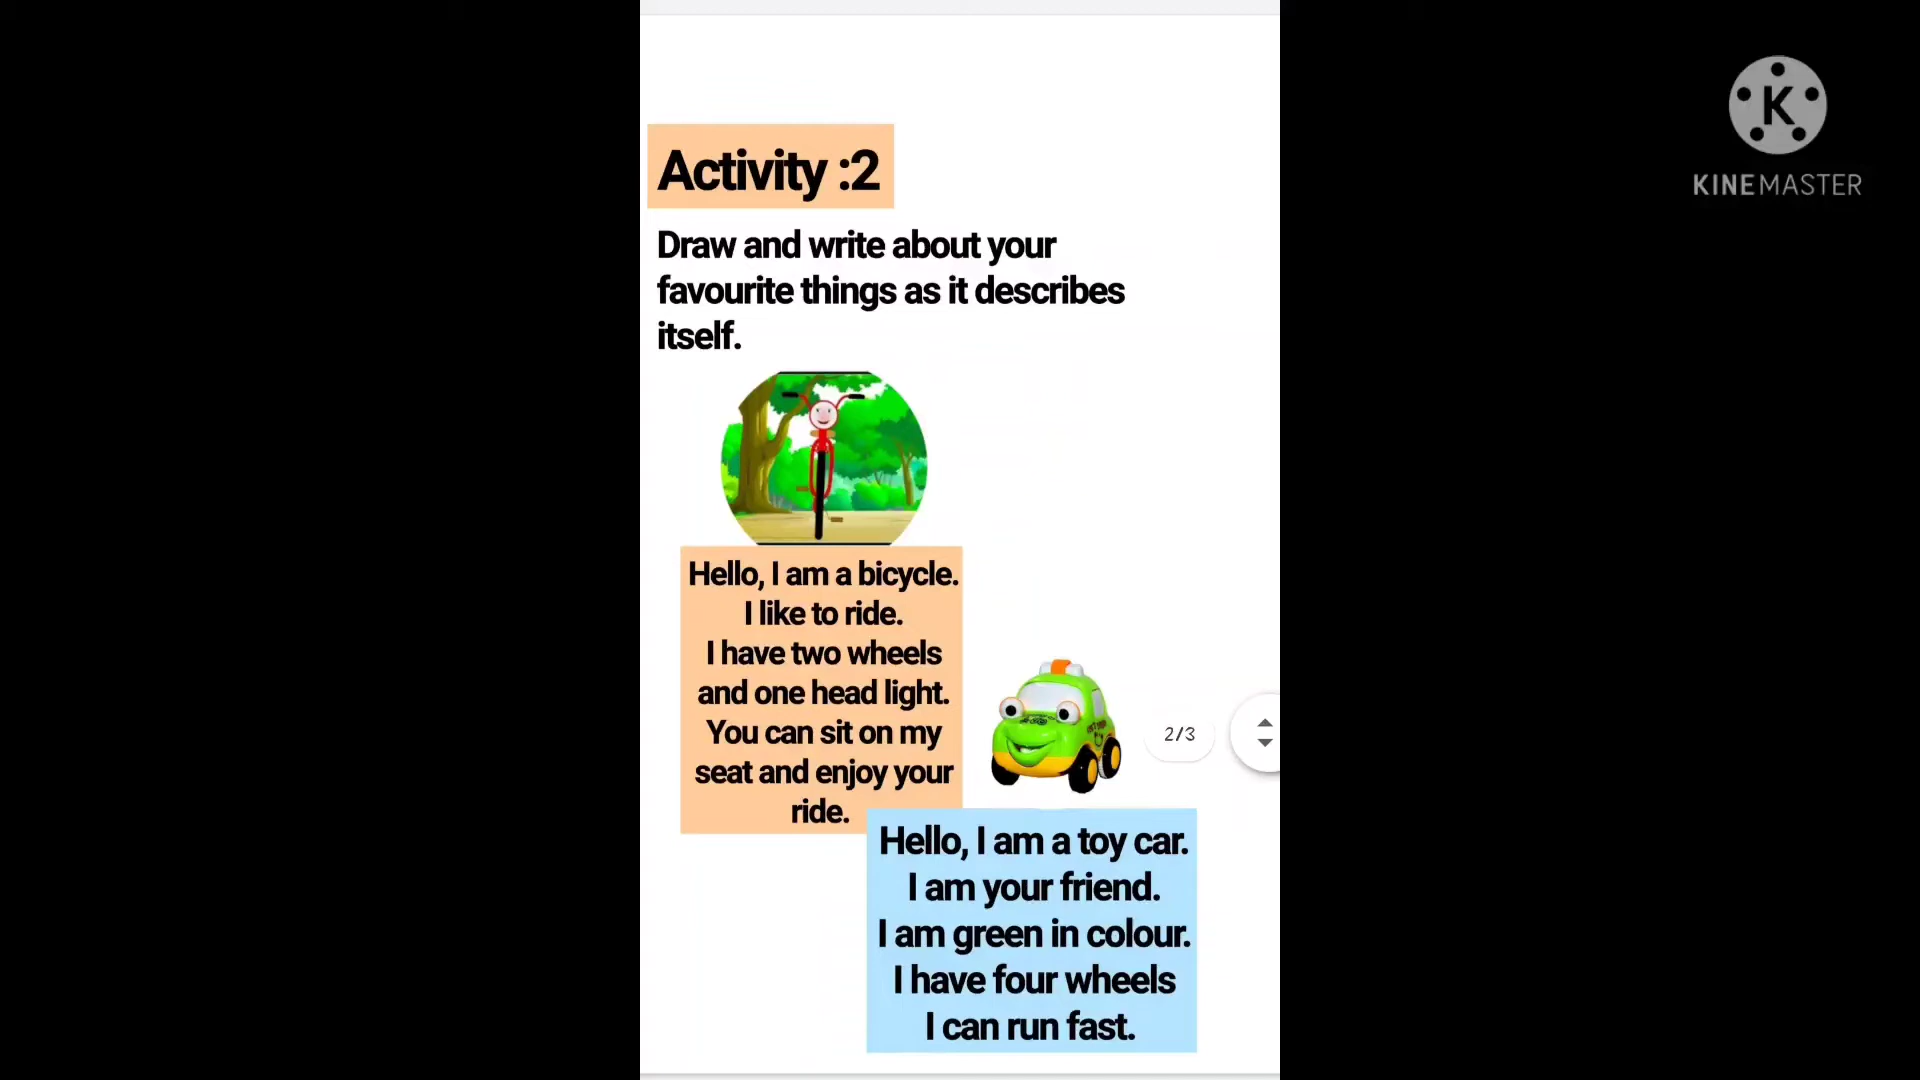 Activity :2
Draw and write about your
favourite things as it describes
itself.
Hello, I am a bicycle.
I like to ride.
I have two wheels
and one head light.
You can sit on my
seat and enjoy your
ride.
2/3
Hello, I am a toy car.
I am your friend.
I am green in colour.
I have four wheels
I can run fast.
K
KINEMASTER